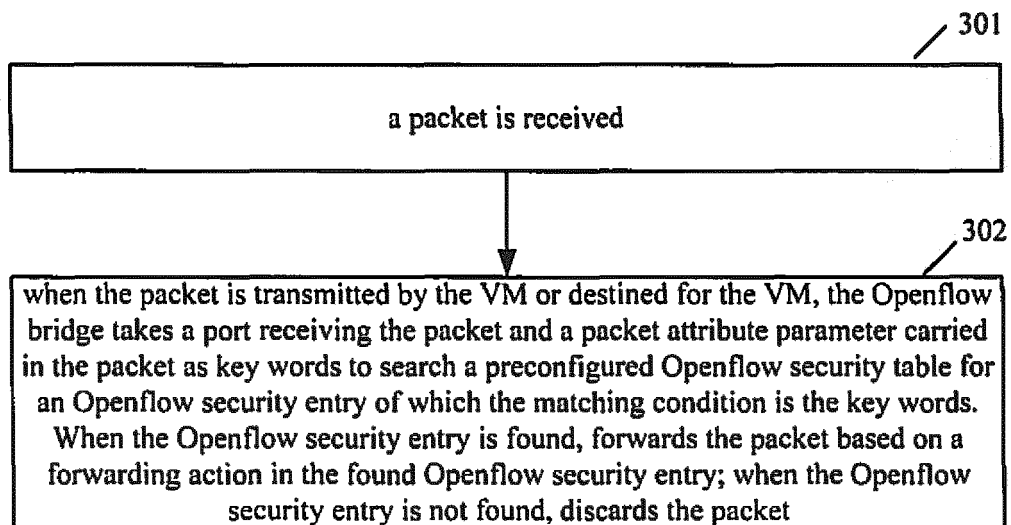 301
a packet is received
302
when the packet is transmitted by the VM or destined for the VM, the Openflow
bridge takes a port receiving the packet and a packet attribute parameter carried
in the packet as key words to search a preconfigured Openflow security table for
an Openflow security entry of which the matching condition is the key words.
When the Openflow security entry is found, forwards the packet based on a
forwarding action in the found Openflow security entry; when the Openflow
security entry is not found, discards the packet